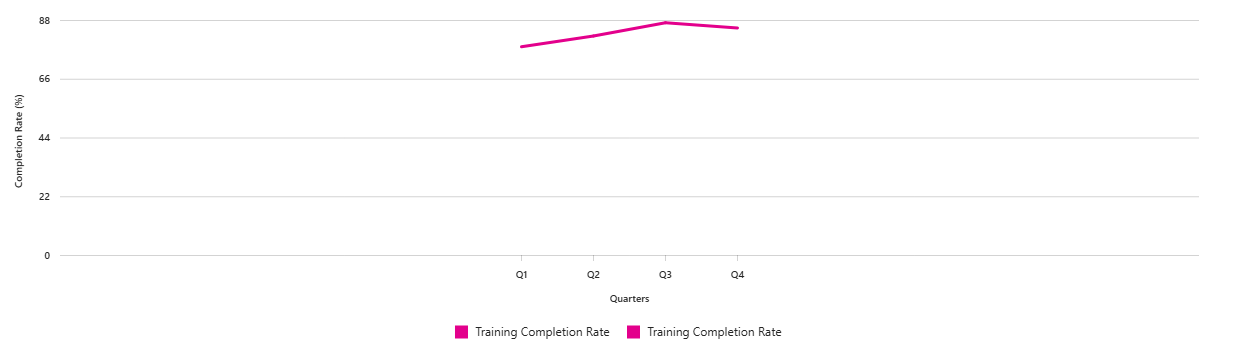 88
66
44
22
0
Completion Rate (%)
Q1 Q2 Q3 Q4
Quarters
Training Completion Rate Training Completion Rate